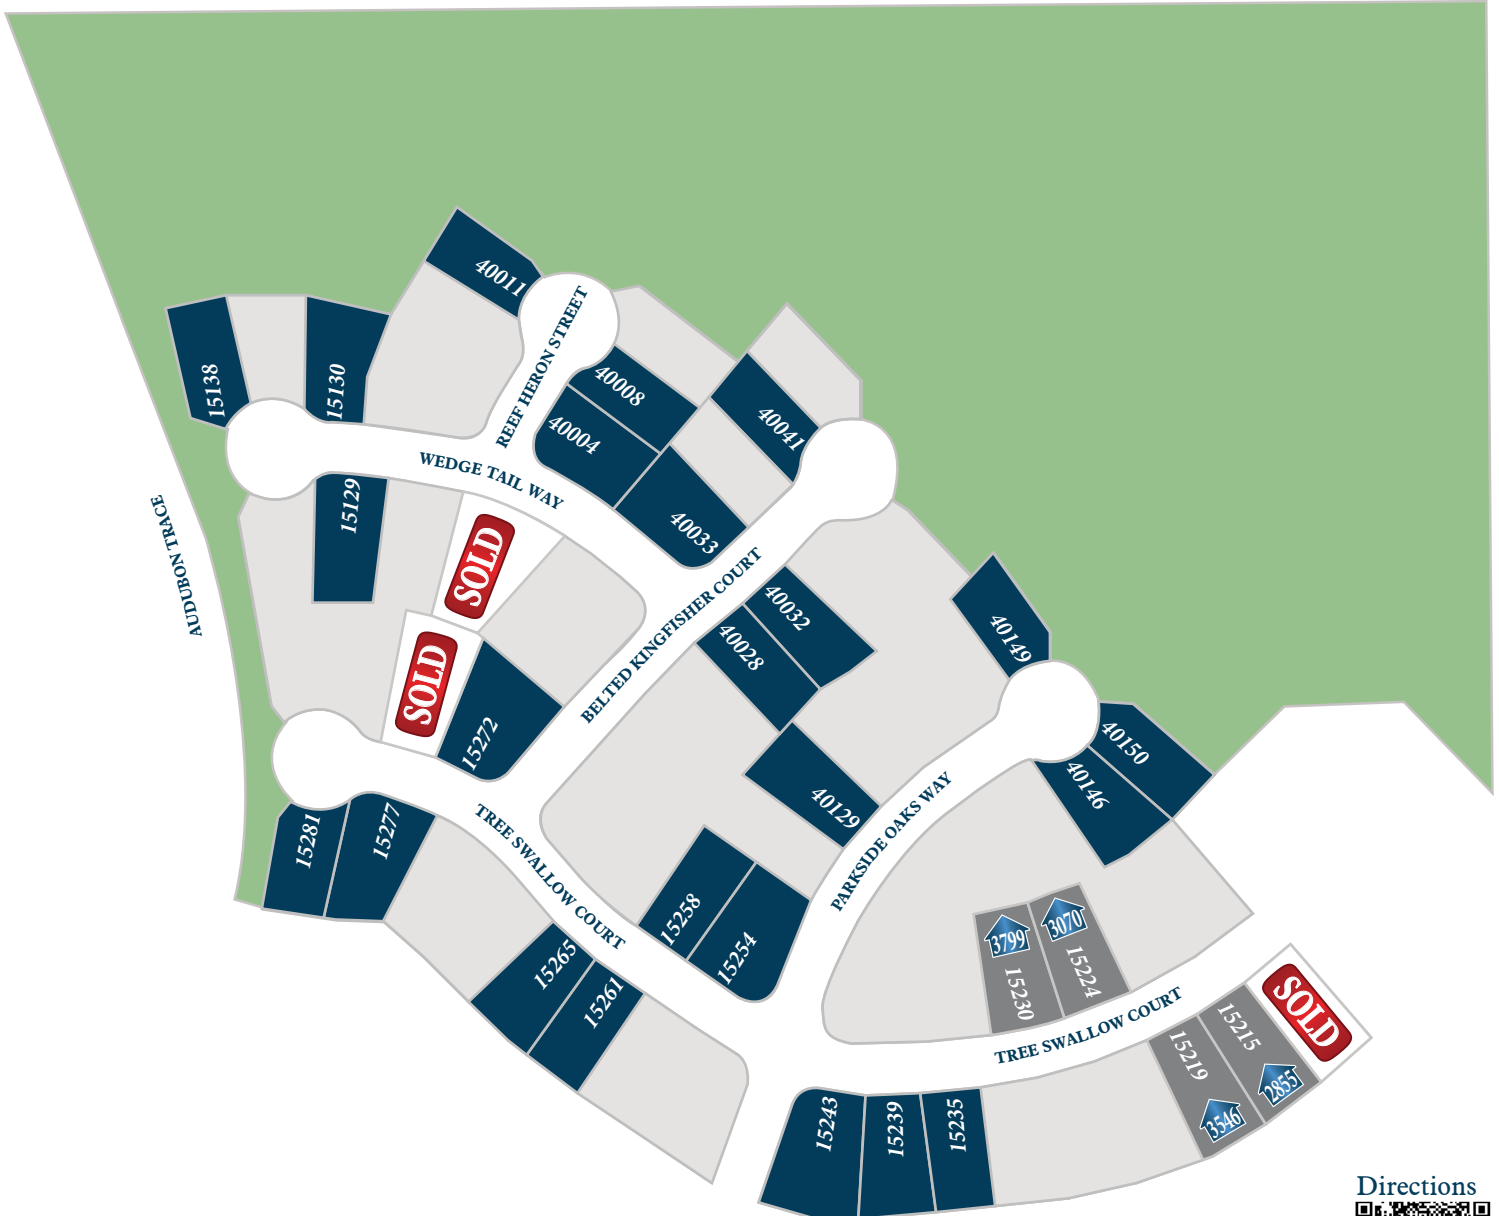 40011
REEF HERON STREET
15138
15130
40008
40004
40041
WEDGE TAIL WAY
15129
AUDUBON TRACE
SOLD
40033
BELTED KINGFISHER COURT
40032
40028
40149
SOLD
15272
40150
40146
40129
PARKSIDE OAKS WAY
15281
15277
TREE SWALLOW COURT
15258
15254
15265
15261
3799
15230
3070
15224
TREE SWALLOW COURT
SOLD
15215
2855
15219
3546
15243
15239
15235
Directions